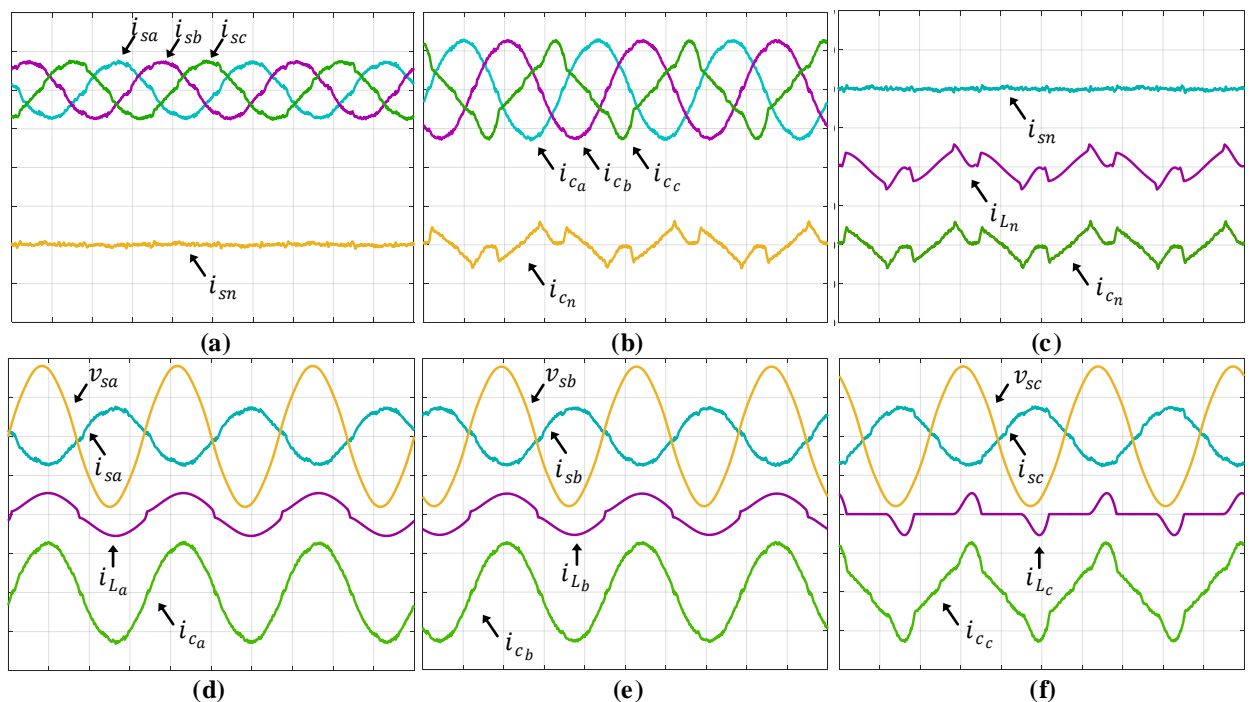 i_sa i_sb i_sc
i_sn
(a)
i_ca i_cb i_cc
i_cn
(b)
i_sn
i_Ln
i_cn
(c)
v_sa
i_sa
i_La
i_ca
(d)
v_sb
i_sb
i_Lb
i_cb
(e)
v_sc
i_sc
i_Lc
i_cc
(f)